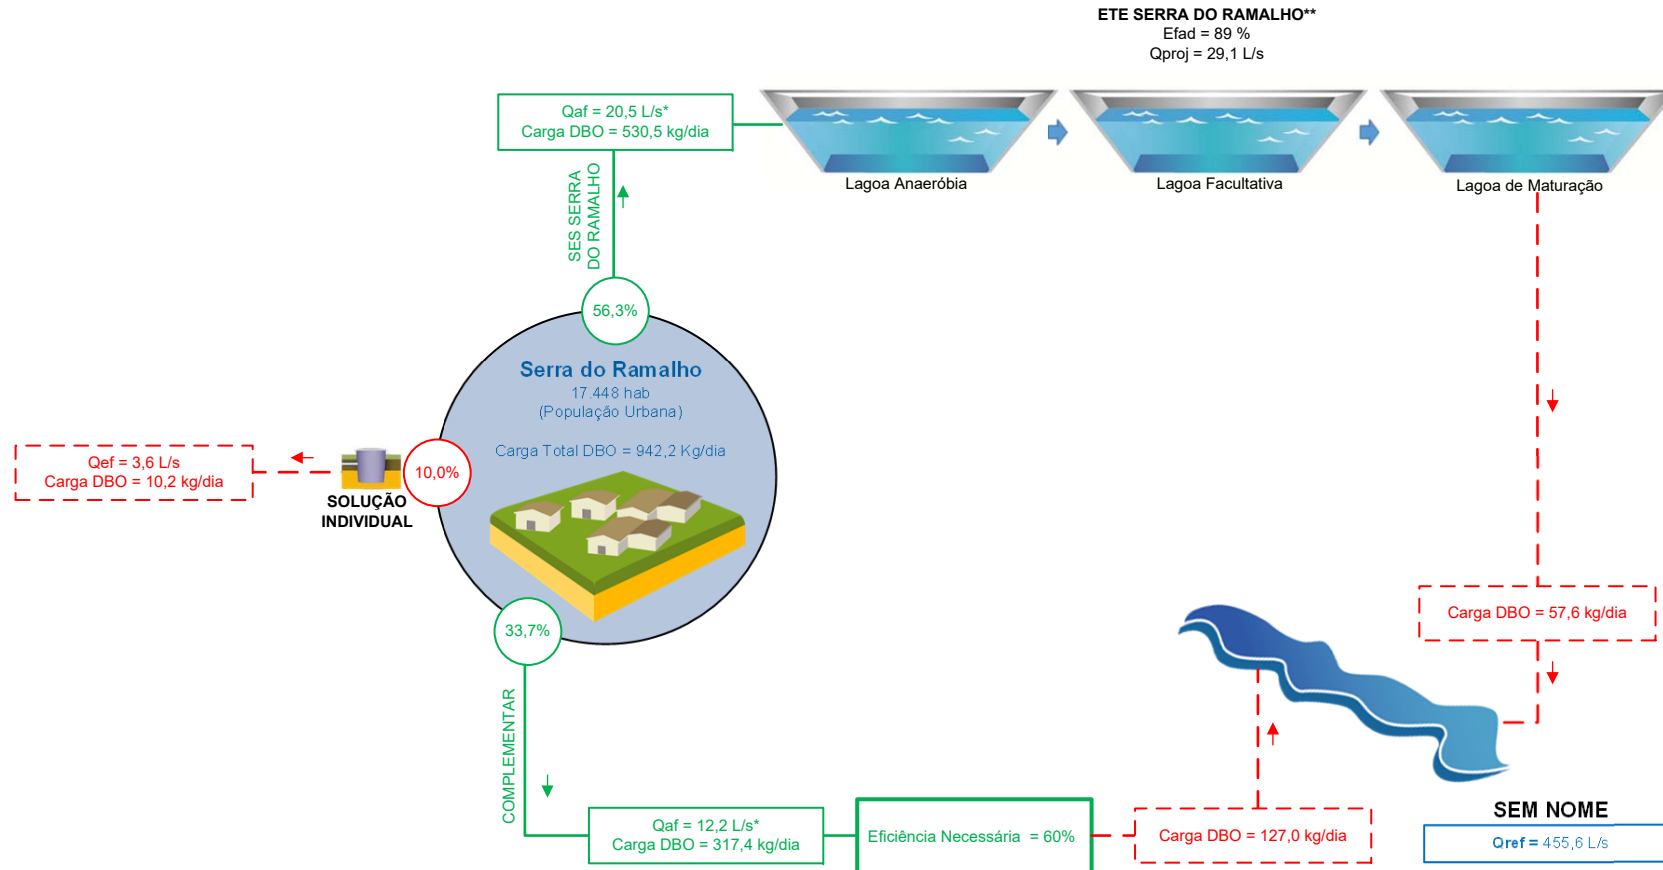 ETE SERRA DO RAMALHO**
Efad = 89 %
Qproj = 29,1 L/s
Qaf = 20,5 L/s*
Carga DBO = 530,5 kg/dia
Lagoa Anaeróbia
Lagoa Facultativa
Lagoa de Maturação
SES SERRA
DO RAMALHO
56,3%
Serra do Ramalho
17.448 hab
(População Urbana)
Carga Total DBO = 942,2 Kg/dia
Qef = 3,6 L/s
Carga DBO = 10,2 kg/dia
SOLUÇÃO
INDIVIDUAL
10,0%
33,7%
COMPLEMENTAR
Qaf = 12,2 L/s*
Carga DBO = 317,4 kg/dia
Eficiência Necessária = 60%
Carga DBO = 127,0 kg/dia
Carga DBO = 57,6 kg/dia
SEM NOME
Qref = 455,6 L/s